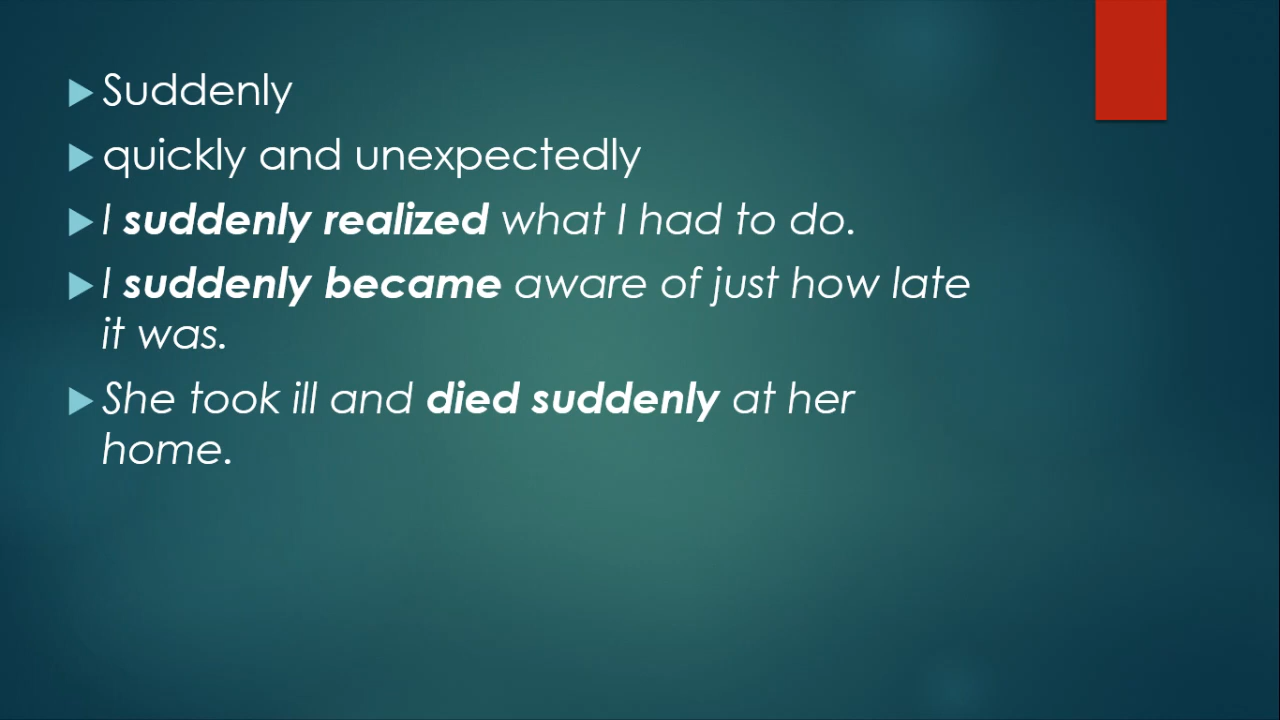 Suddenly
quickly and unexpectedly
I suddenly realized what I had to do.
I suddenly became aware of just how late
it was.
She took ill and died suddenly at her
home.